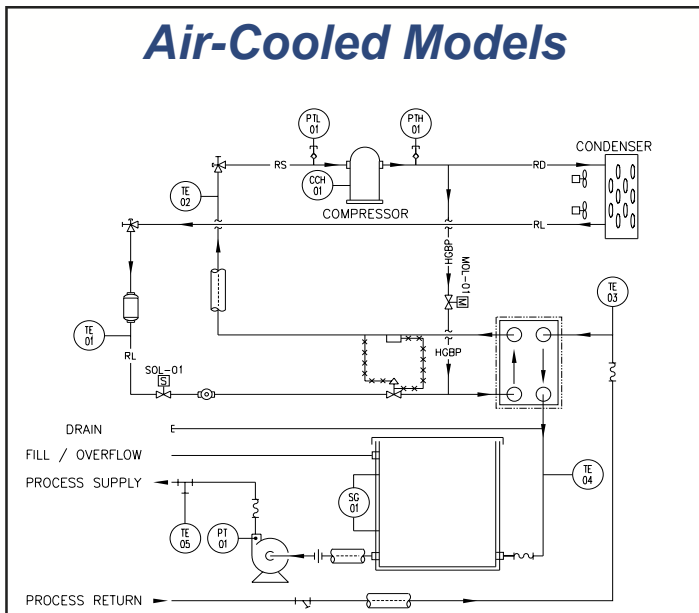 Air-Cooled Models
PTL
01
PTH
01
CONDENSER
RS
RD
CCH
01
TE
02
COMPRESSOR
RL
HGBP
MOL-01
M
TE
03
TE
01
RL
HGBP
SOL-01
S
DRAIN
FILL / OVERFLOW
PROCESS SUPPLY
TE
04
SG
01
TE
05
PT
01
PROCESS RETURN